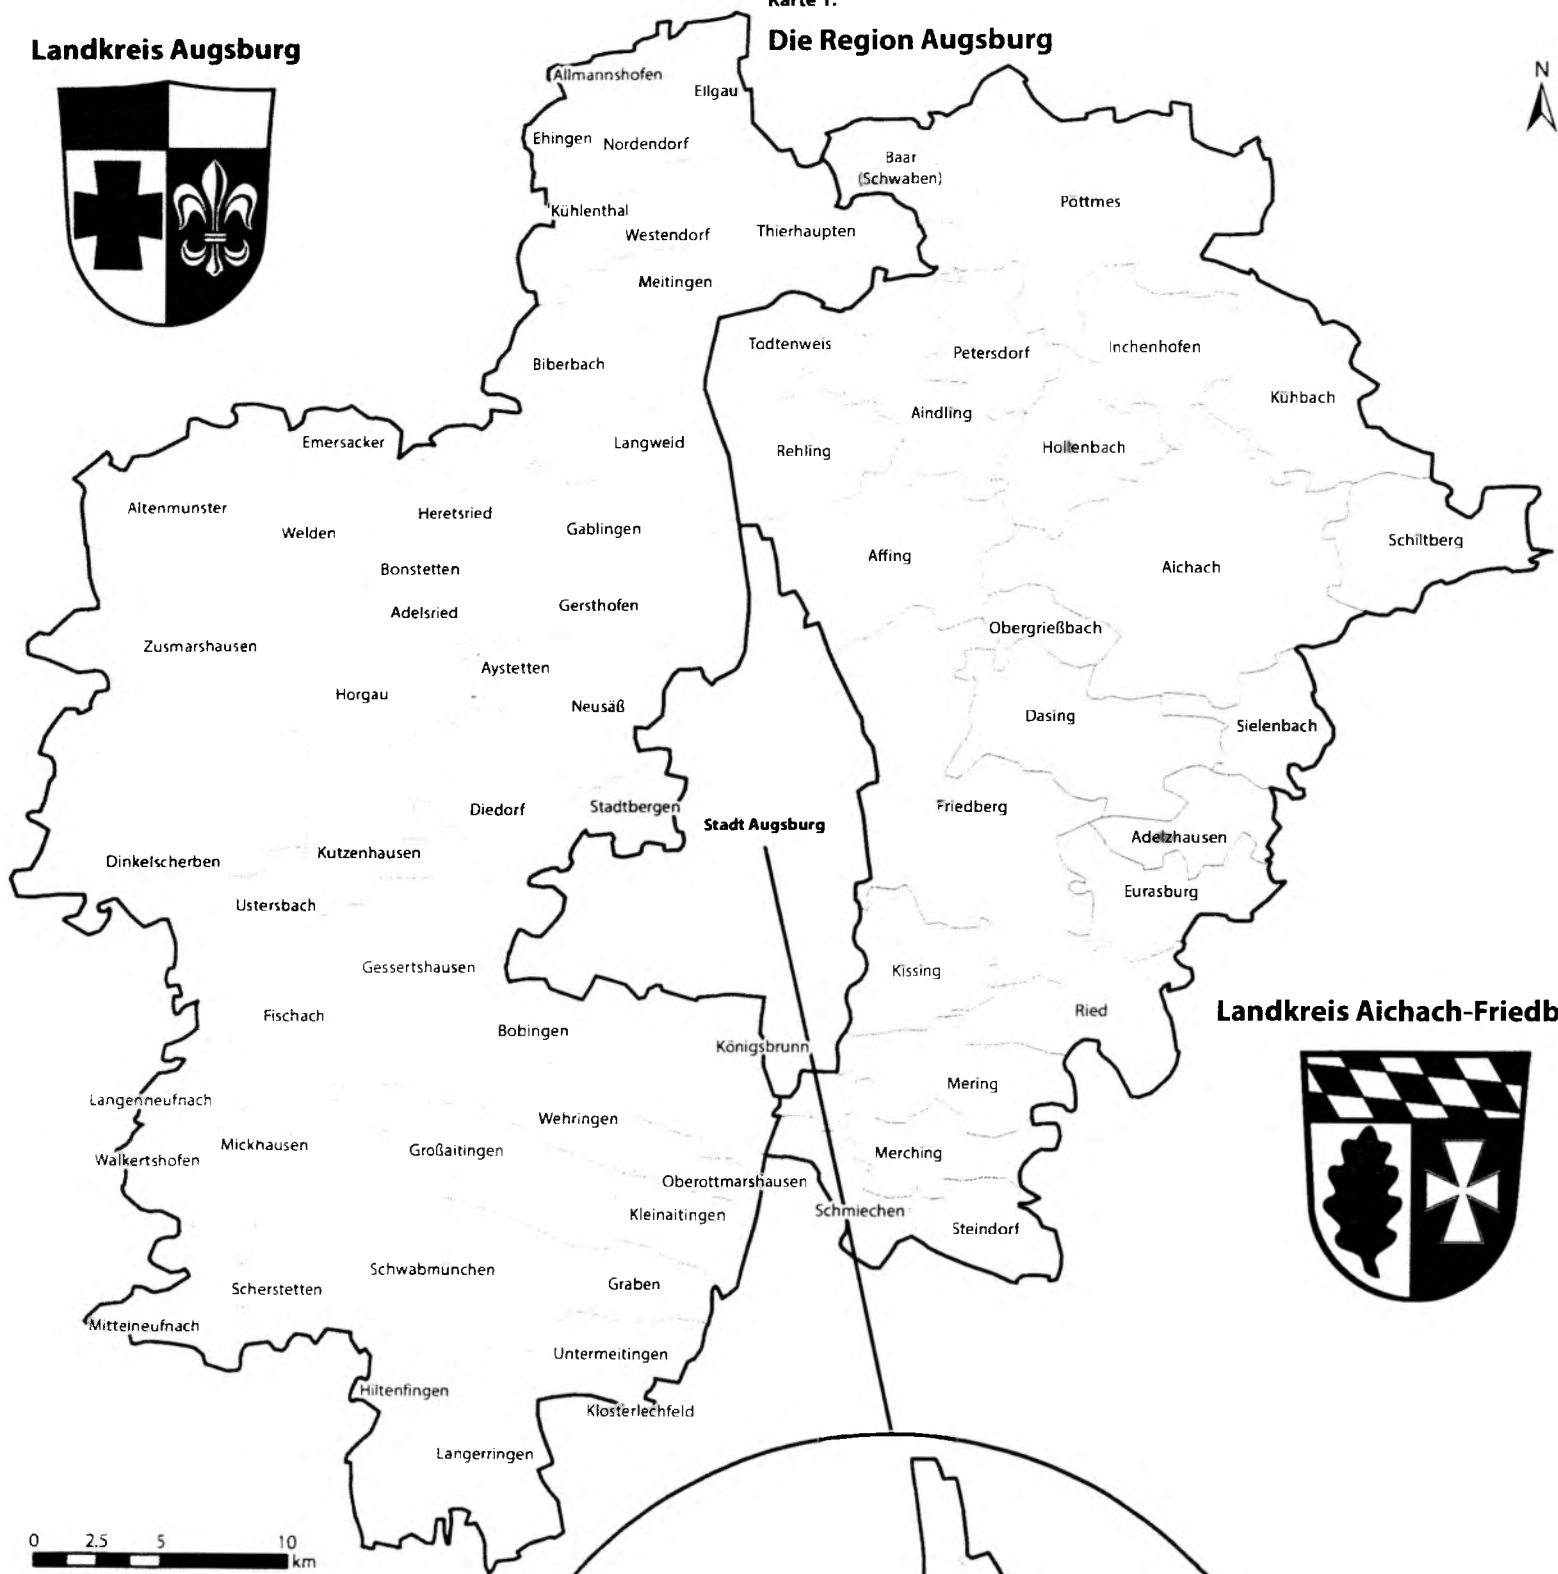 Karte 1:
Die Region Augsburg
Landkreis Augsburg
N
Allmannshofen
Ellgau
Ehingen
Nordendorf
Baar
(Schwaben)
Pöttmes
Kühlenthal
Westendorf
Thierhaupten
Meitingen
Todtenweis
Petersdorf
Inchenhofen
Biberbach
Kühbach
Aindling
Emersacker
Langweid
Rehling
Hollenbach
Altenmunster
Welden
Heretsried
Gablingen
Affing
Schiltberg
Bonstetten
Aichach
Adelsried
Gersthofen
Obergrießbach
Zusmarshausen
Aystetten
Horgau
Neusäß
Dasing
Sielenbach
Diedorf
Stadtbergen
Friedberg
Stadt Augsburg
Adelzhausen
Dinkelscherben
Kutzenhausen
Eurasburg
Ustersbach
Gessertshausen
Kissing
Fischach
Bobingen
Ried
Landkreis Aichach-Friedb
Königsbrunn
Mering
Langenneufnach
Wehringen
Mickhausen
Großaitingen
Merching
Walkertshofen
Oberottmarshausen
Kleinaitingen
Schmiechen
Steindorf
Schwabmünchen
Scherstetten
Graben
Mittelneufnach
Untermeitingen
Hiltenfingen
Klosterlechfeld
Langerringen
0 2.5 5 10
km